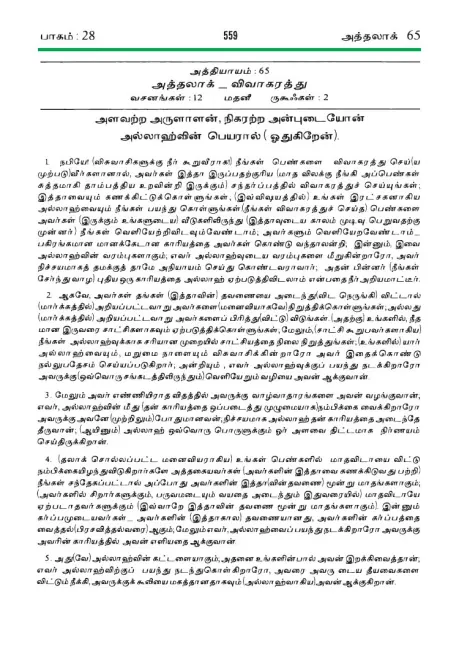 பாகம் : 28 559 அத்தலாக் 65
அத்தியாயம் : 65
அத்தலாக் _ விவாகரத்து
வசனங்கள் : 12 மதனீ ருகூஃகள் : 2
அளவற்ற அருளாளன், நிகரற்ற அன்புடையோன்
அல்லாஹ்வின் பெயரால் ( ஓதுகிறேன்).
1. நபியே! (விசுவாசிகளுக்கு நீர் கூறுவீராக!) நீங்கள் பெண்களை விவாகரத்து செய்(ய
முற்படு)வீர்களானால், அவர்கள் இத்தா இருப்பதற்குரிய (மாத விலக்கு நீங்கி அப்பெண்கள்
சுத்தமாகி தாம்பத்திய உறவின்றி இருக்கும்) சந்தர்ப்பத்தில் விவாகரத்துச் செய்யுங்கள்;
இத்தாவையும் கணக்கிட்டுக்கொள்ளுங்கள்; (இவ்விஷயத்தில்) உங்கள் இரட்சகனாகிய
அல்லாஹ்வையும் நீங்கள் பயந்து கொள்ளுங்கள் (நீங்கள் விவாகரத்துச் செய்த) பெண்களை
அவர்கள் (இருக்கும் உங்களுடைய) வீடுகளிலிருந்து (இத்தாவுடைய காலம் முடிவு பெறுவதற்கு
முன்னர்) நீங்கள் வெளியேற்றிவிடவும்வேண்டாம்; அவர்களும் வெளியேறவேண்டாம்_
பகிரங்கமான மானக்கேடான காரியத்தை அவர்கள் கொண்டு வந்தாலன்றி; இன்னும், இவை
அல்லாஹ்வின் வரம்புகளாகும்; எவர் அல்லாஹ்வுடைய வரம்புகளை மீறுகின்றாரோ, அவர்
நிச்சயமாகத் தமக்குத் தாமே அநியாயம் செய்து கொண்டவராவார்; அதன் பின்னர் (நீங்கள்
சேர்ந்து வாழ) புதிய ஒரு காரியத்தை அல்லாஹ் ஏற்படுத்திவிடலாம் என்பதை நீர் அறியமாட்டீர்.
2. ஆகவே, அவர்கள் தங்கள் (இத்தாவின்) தவணையை அடைந்து(விட நெருங்கி) விட்டால்
(மார்க்கத்தில்) அறியப்பட்டவாறு அவர்களை(மனைவியாகவே) நிறுத்திக்கொள்ளுங்கள்; அல்லது
(மார்க்கத்தில்) அறியப்பட்டவாறு அவர்களைப் பிரித்து(விட்டு) விடுங்கள். (அதற்கு) உங்களில், நீத
மான இருவரை சாட்சிகளாகவும் ஏற்படுத்திக்கொள்ளுங்கள்; மேலும், (சாட்சி கூறுபவர்களாகிய)
நீங்கள் அல்லாஹ்வுக்காக சரியான முறையில் சாட்சியத்தை நிலை நிறுத்துங்கள்; (உங்களில்) யார்
அல்லாஹ்வையும், மறுமை நாளையும் விசுவாசிக்கின்றாரோ அவர் இதைக்கொண்டு
நல்லுபதேசம் செய்யப்படுகிறார்; அன்றியும், எவர் அல்லாஹ்வுக்குப் பயந்து நடக்கிறாரோ
அவருக்கு(ஒவ்வொரு சங்கடத்திலிருந்தும்) வெளியேறும் வழியை அவன் ஆக்குவான்.
3. மேலும் அவர் எண்ணியிராத விதத்தில் அவருக்கு வாழ்வாதாரங்களை அவன் வழங்குவான்;
எவர், அல்லாஹ்வின் மீது (தன் காரியத்தை ஒப்படைத்து முழுமையாக) நம்பிக்கை வைக்கிறாரோ
அவருக்கு அவனே(முற்றிலும்) போதுமானவன்; நிச்சயமாக அல்லாஹ் தன் காரியத்தை அடைந்தே
தீருவான்; (ஆயினும்) அல்லாஹ் ஒவ்வொரு பொருளுக்கும் ஓர் அளவை திட்டமாக நிர்ணயம்
செய்திருக்கிறான்.
4. (தலாக் சொல்லப்பட்ட மனைவியராகிய) உங்கள் பெண்களில் மாதவிடாயை விட்டு
நம்பிக்கையிழந்துவிடுகிறார்களே அத்தகையவர்கள் (அவர்களின் இத்தாவை கணக்கிடுவது பற்றி)
நீங்கள் சந்தேகப்பட்டால் அப்போது அவர்களின் இத்தா(வின் தவணை) மூன்று மாதங்களாகும்;
(அவர்களில் சிறார்களுக்கும், பருவமடையும் வயதை அடைந்தும் இதுவரையில்) மாதவிடாயே
ஏற்படாதவர்களுக்கும் (இவ்வாறே இத்தாவின் தவணை மூன்று மாதங்களாகும்). இன்னும்
கர்ப்பமுடையவர்கள்_ அவர்களின் (இத்தாகால) தவணையானது, அவர்களின் கர்ப்பத்தை
வைத்தல் (பிரசவித்தல்வரை) ஆகும்; மேலும் எவர், அல்லாஹ்வைப் பயந்து நடக்கிறாரோ அவருக்கு
அவரின் காரியத்தில் அவன் எளியதை ஆக்குவான்.
5. அது(வே) அல்லாஹ்வின் கட்டளையாகும்; அதனை உங்களின்பால் அவன் இறக்கிவைத்தான்;
எவர் அல்லாஹ்விற்குப் பயந்து நடந்துகொள்கிறாரோ, அவரை அவருடைய தீயவைகளை
விட்டும் நீக்கி, அவருக்குக் கூலியை மகத்தானதாகவும் (அல்லாஹ்வாகிய) அவன் ஆக்குகிறான்.